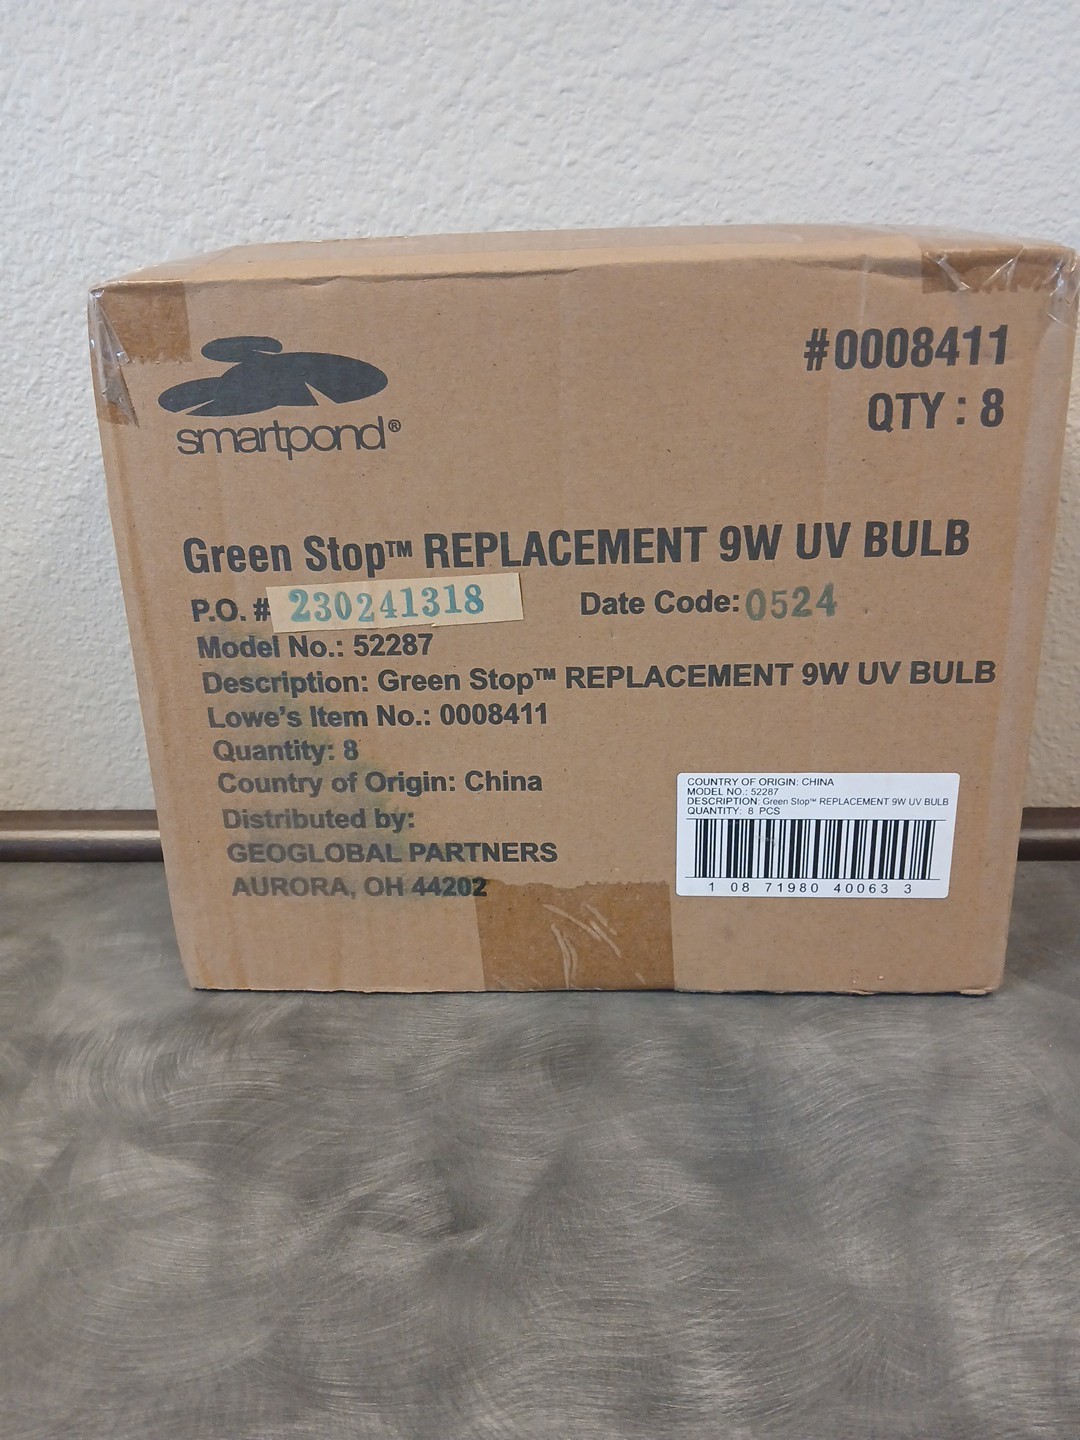 smartpond®
#0008411
QTY : 8
Green Stop™ REPLACEMENT 9W UV BULB
P.O. # 230241318
Date Code: 0524
Model No.: 52287
Description: Green Stop™ REPLACEMENT 9W UV BULB
Lowe's Item No.: 0008411
Quantity: 8
Country of Origin: China
Distributed by:
GEOGLOBAL PARTNERS
AURORA, OH 44202
COUNTRY OF ORIGIN: CHINA
MODEL NO.: 52287
DESCRIPTION: Green Stop™ REPLACEMENT 9W UV BULB
QUANTITY: 8 PCS
1 08 71980 40063 3